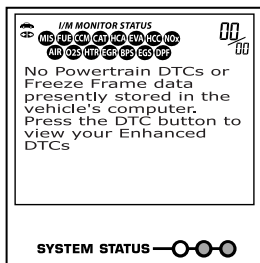 I/M MONITOR STATUS
MIS FUE CCM CAT HCA EVA HCC NOx
AIR O2S HTR EGR BPS EGS DPF
00/00
No Powertrain DTCs or
Freeze Frame data
presently stored in the
vehicle's computer.
Press the DTC button to
view your Enhanced
DTCs
SYSTEM STATUS